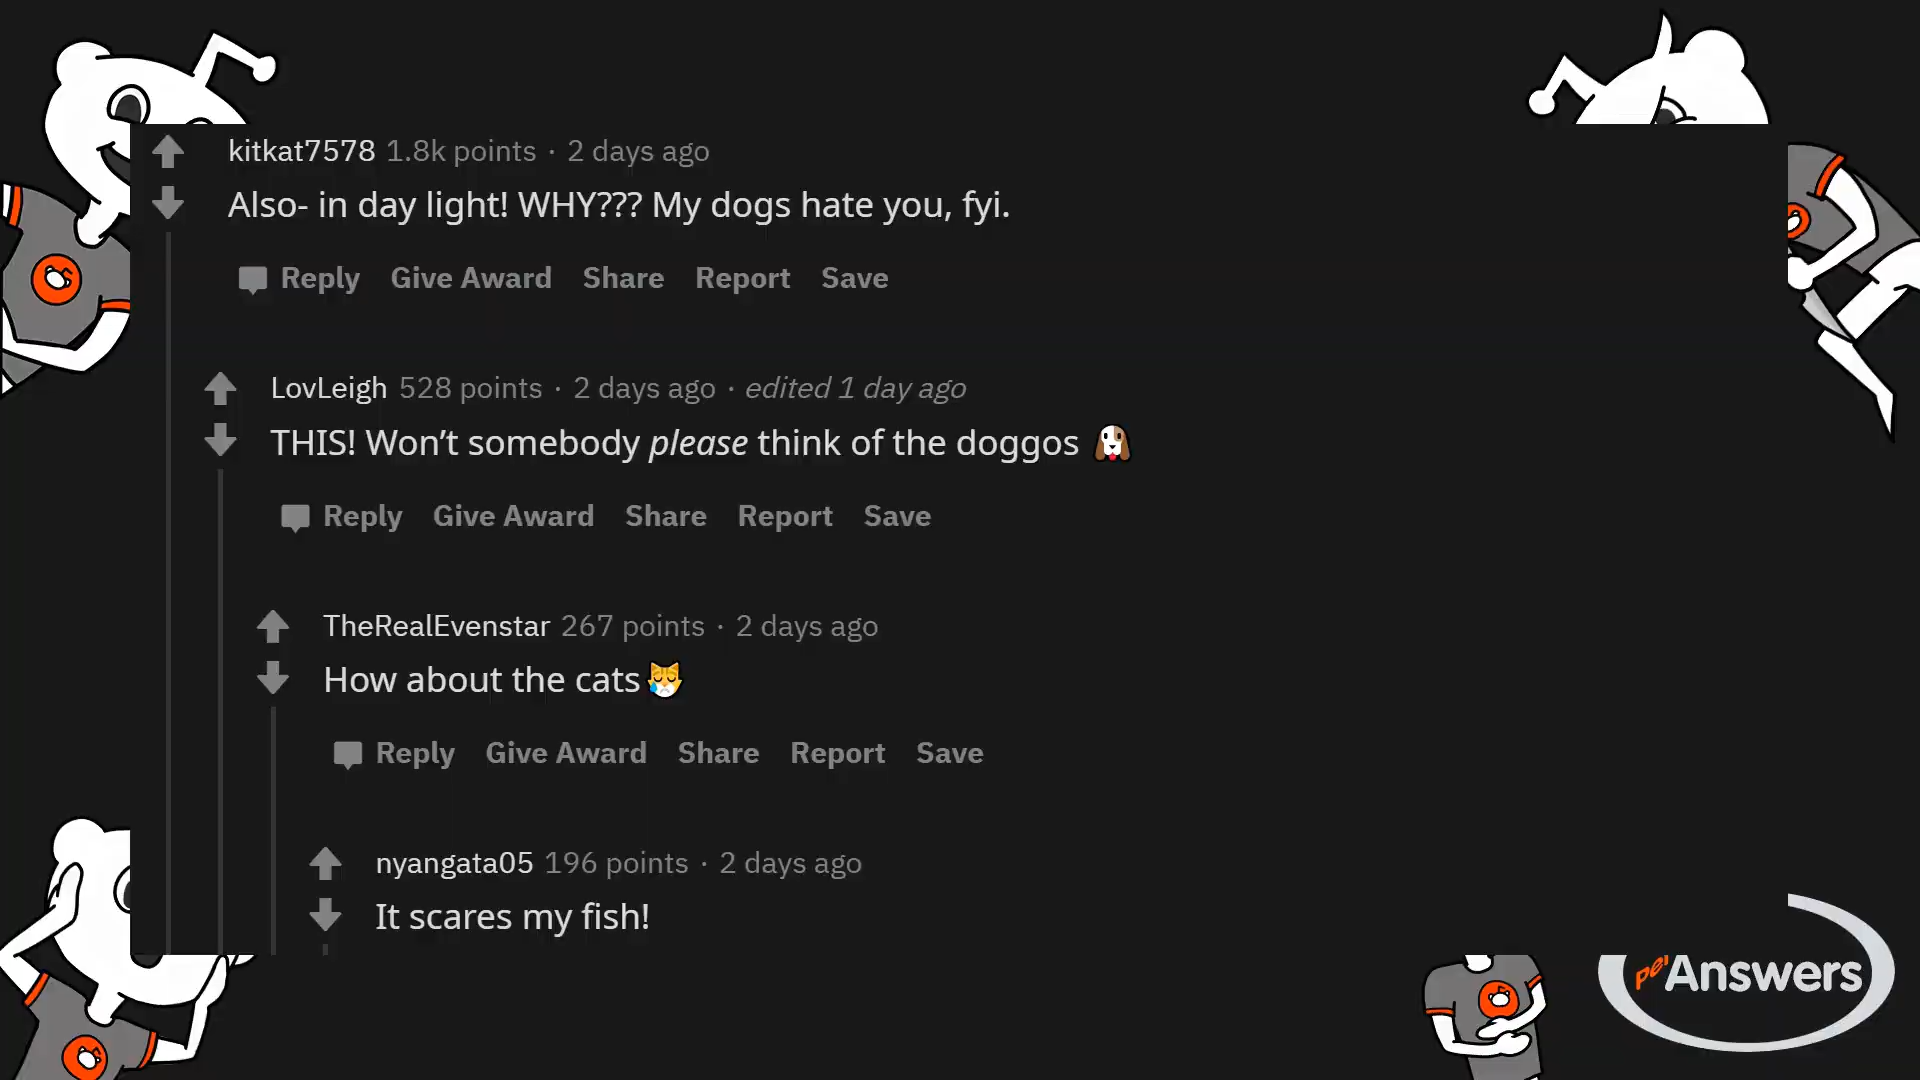 kitkat7578 1.8k points · 2 days ago
Also- in day light! WHY??? My dogs hate you, fyi.
Reply Give Award Share Report Save
LovLeigh 528 points · 2 days ago · edited 1 day ago
THIS! Won’t somebody please think of the doggos 🐶
Reply Give Award Share Report Save
TheRealEvenstar 267 points · 2 days ago
How about the cats😿
Reply Give Award Share Report Save
nyangata05 196 points · 2 days ago
It scares my fish!
Answers